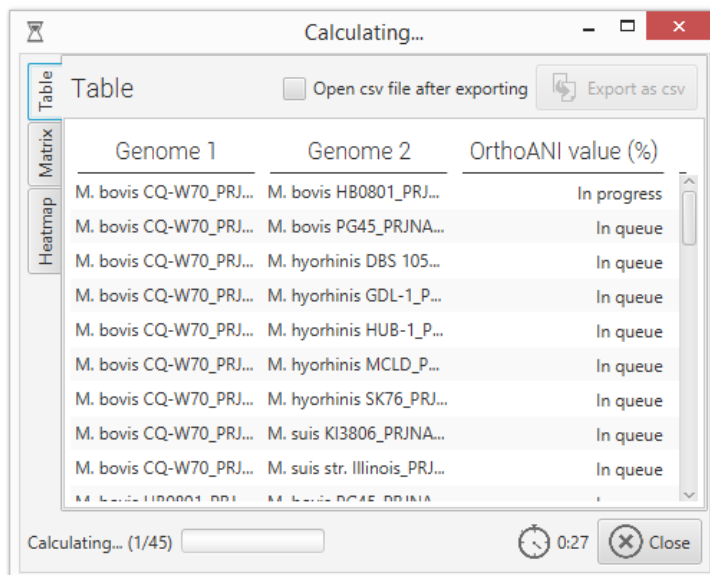 Calculating...
Table
Matrix
Heatmap
Table Open csv file after exporting Export as csv
Genome 1 Genome 2 OrthoANI value (%)
M. bovis CQ-W70_PRJ... M. bovis HB0801_PRJ... In progress
M. bovis CQ-W70_PRJ... M. bovis PG45_PRJNA... In queue
M. bovis CQ-W70_PRJ... M. hyorhinis DBS 105... In queue
M. bovis CQ-W70_PRJ... M. hyorhinis GDL-1_P... In queue
M. bovis CQ-W70_PRJ... M. hyorhinis HUB-1_P... In queue
M. bovis CQ-W70_PRJ... M. hyorhinis MCLD_P... In queue
M. bovis CQ-W70_PRJ... M. hyorhinis SK76_PRJ... In queue
M. bovis CQ-W70_PRJ... M. suis KI3806_PRJNA... In queue
M. bovis CQ-W70_PRJ... M. suis str. Illinois_PRJ... In queue
M. bovis HB0801_PRJ... M. bovis PG45_PRJNA...
Calculating... (1/45) 0:27 Close